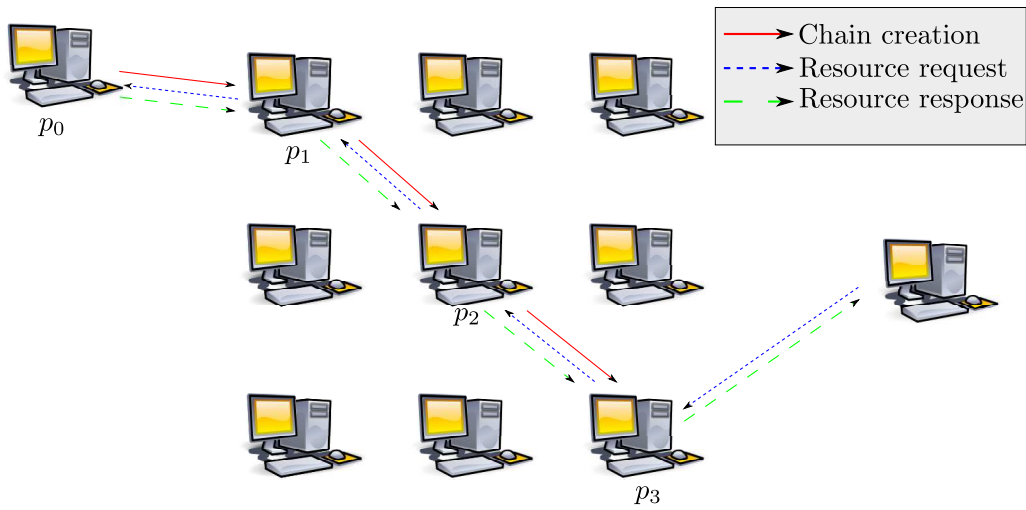 Chain creation
Resource request
Resource response
p0
p1
p2
p3